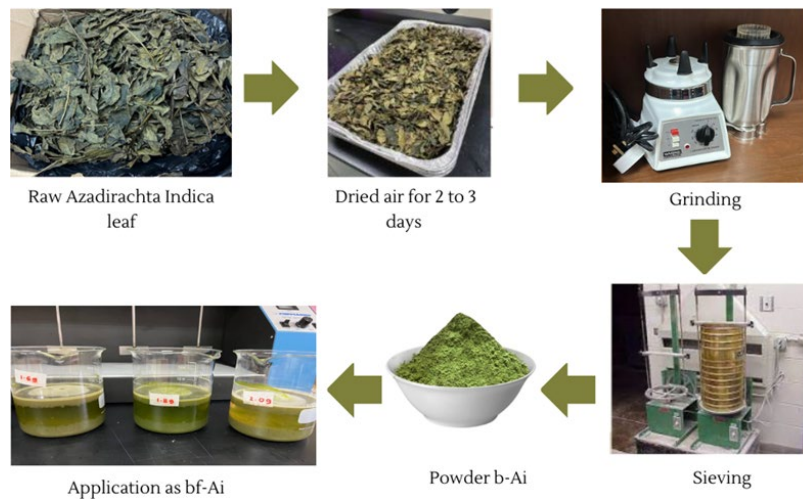 Raw Azadirachta Indica
leaf
Dried air for 2 to 3
days
Grinding
Application as bf-Ai
Powder b-Ai
Sieving